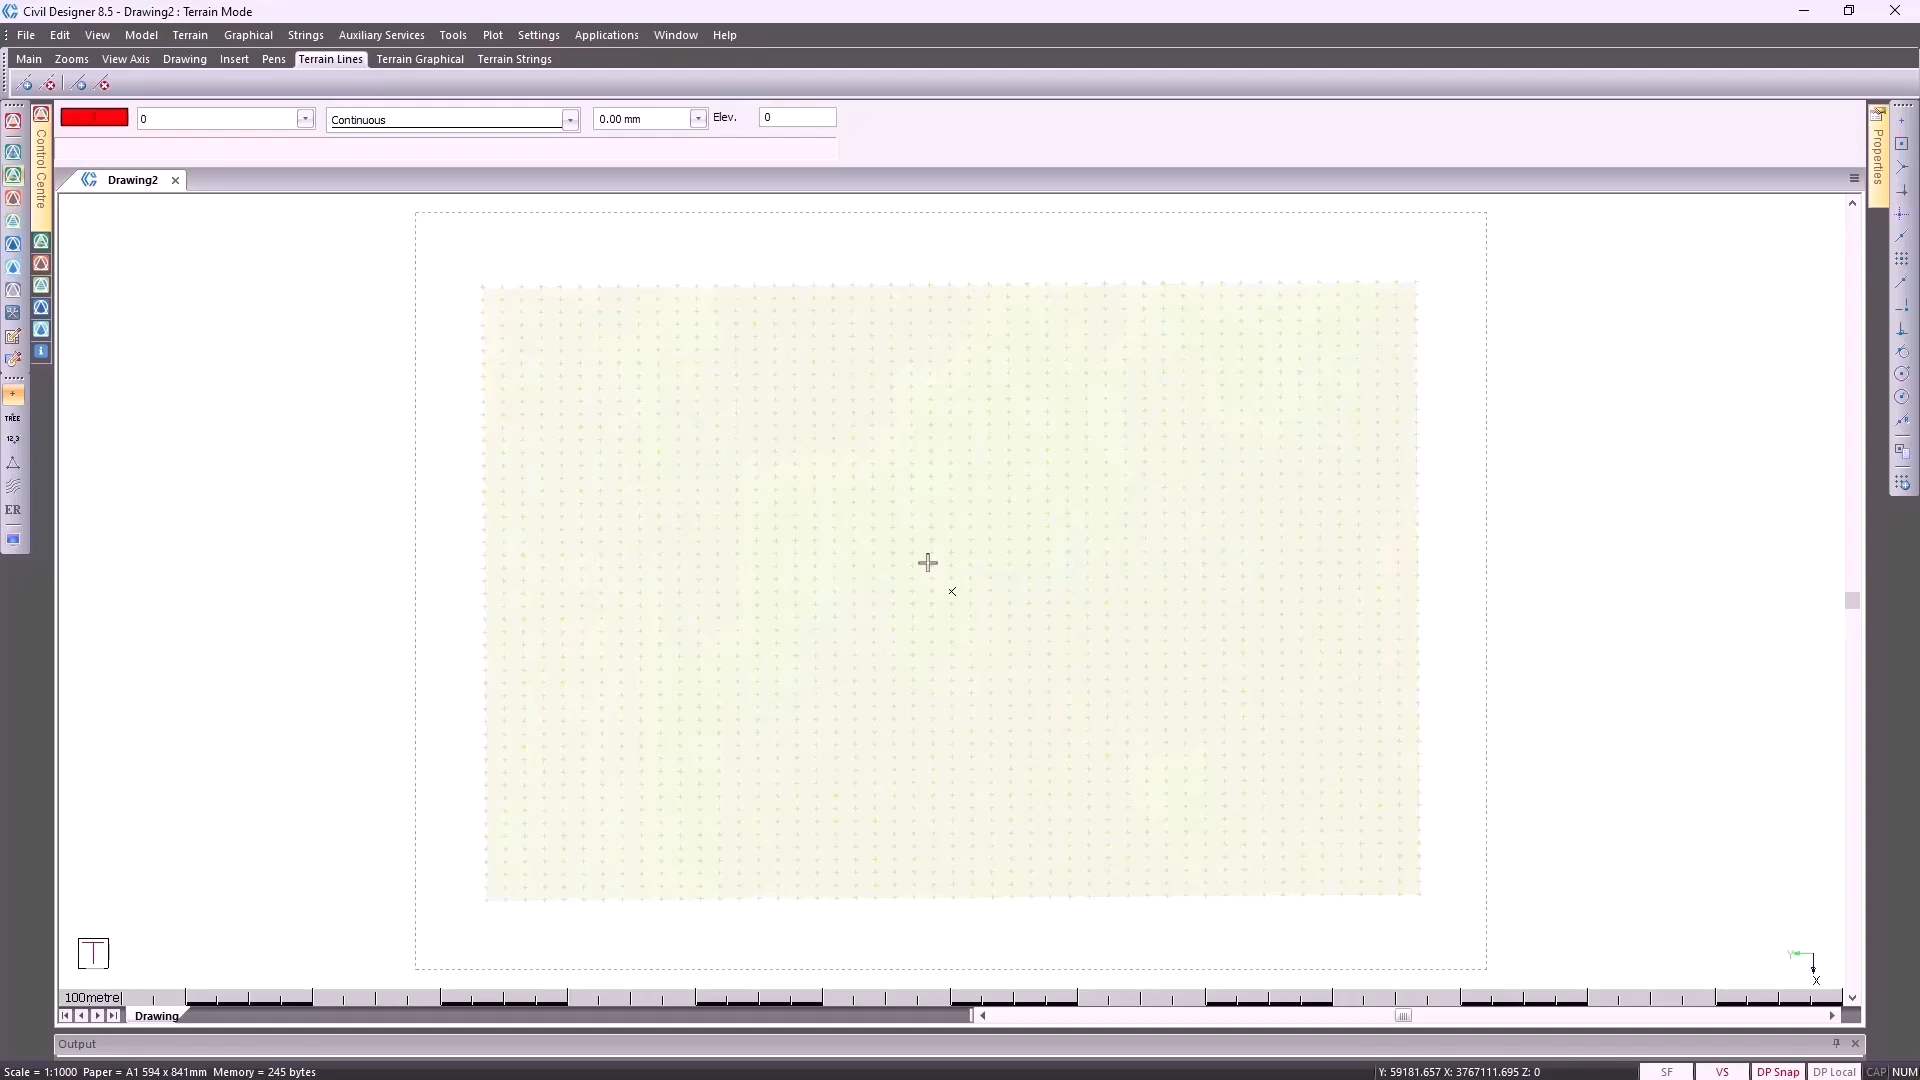 Civil Designer 8.5 - Drawing2 : Terrain Mode
File Edit View Model Terrain Graphical Strings Auxiliary Services Tools Plot Settings Applications Window Help
Main Zooms View Axis Drawing Insert Pens Terrain Lines Terrain Graphical Terrain Strings
0 Continuous 0.00 mm Elev. 0
Control Centre
Properties
Drawing2
TREE
12,3
ER
T
Y
X
100metre
Drawing
Output
Scale = 1:1000 Paper = A1 594 x 841mm Memory = 245 bytes Y: 59181.657 X: 3767111.695 Z: 0 SF VS DP Snap DP Local CAP NUM